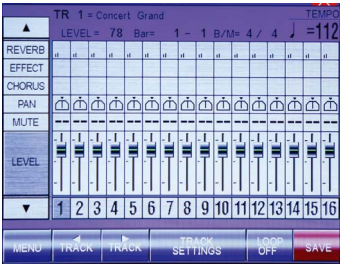 TR 1 = Concert Grand TEMPO
LEVEL = 78 Bar= 1 - 1 B/M= 4 / 4 ♩ =112
REVERB
EFFECT
CHORUS
PAN
MUTE
LEVEL
1 2 3 4 5 6 7 8 9 10 11 12 13 14 15 16
MENU
TRACK
TRACK
TRACK
SETTINGS
LOOP
OFF
SAVE